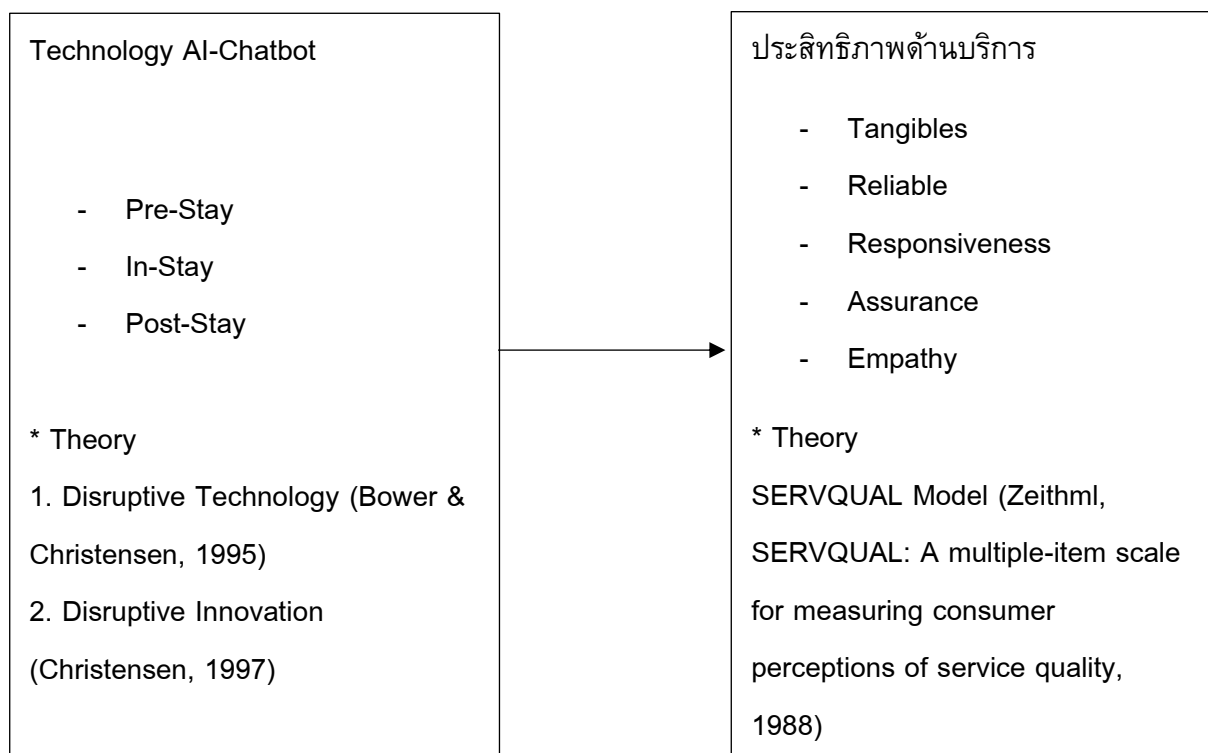 Technology AI-Chatbot
- Pre-Stay
- In-Stay
- Post-Stay
* Theory
1. Disruptive Technology (Bower &
Christensen, 1995)
2. Disruptive Innovation
(Christensen, 1997)
ประสิทธิภาพด้านบริการ
- Tangibles
- Reliable
- Responsiveness
- Assurance
- Empathy
* Theory
SERVQUAL Model (Zeithml,
SERVQUAL: A multiple-item scale
for measuring consumer
perceptions of service quality,
1988)